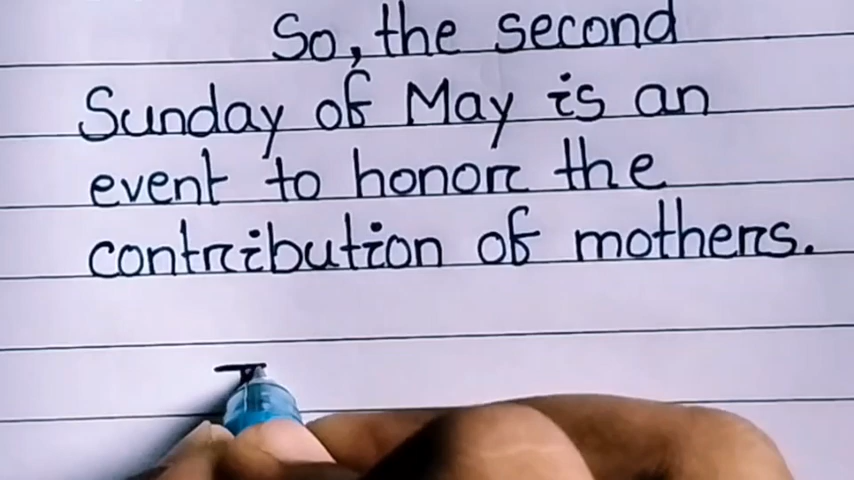 So, the second
Sunday of May is an
event to honor the
contribution of mothers.